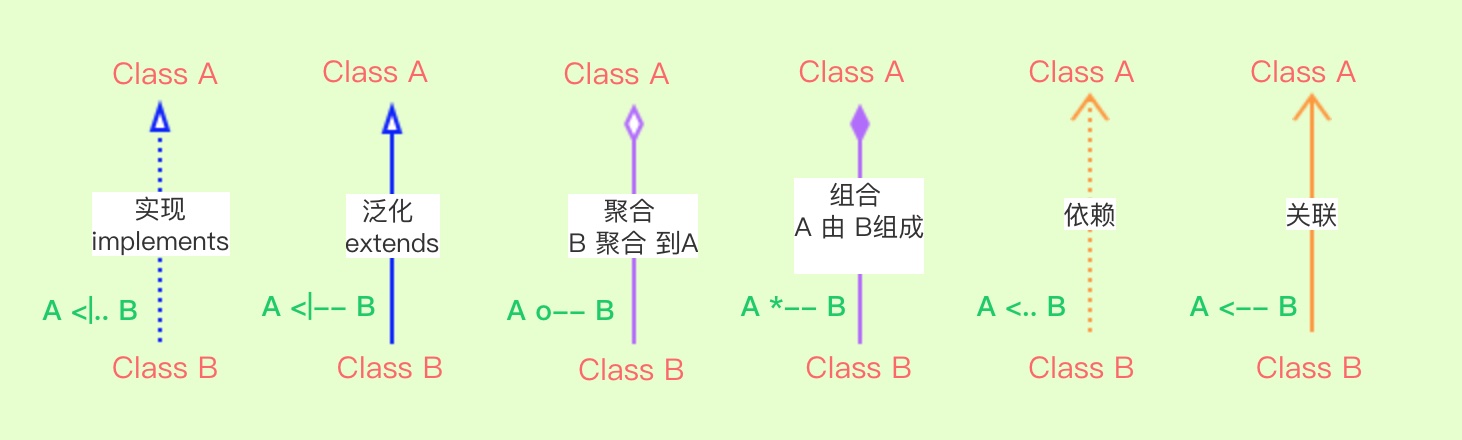 Class A
Class A
Class A
Class A
Class A
Class A
实现
implements
泛化
extends
聚合
B 聚合 到A
组合
A 由 B组成
依赖
关联
A <|.. B
A <|-- B
A o-- B
A *-- B
A <.. B
A <-- B
Class B
Class B
Class B
Class B
Class B
Class B